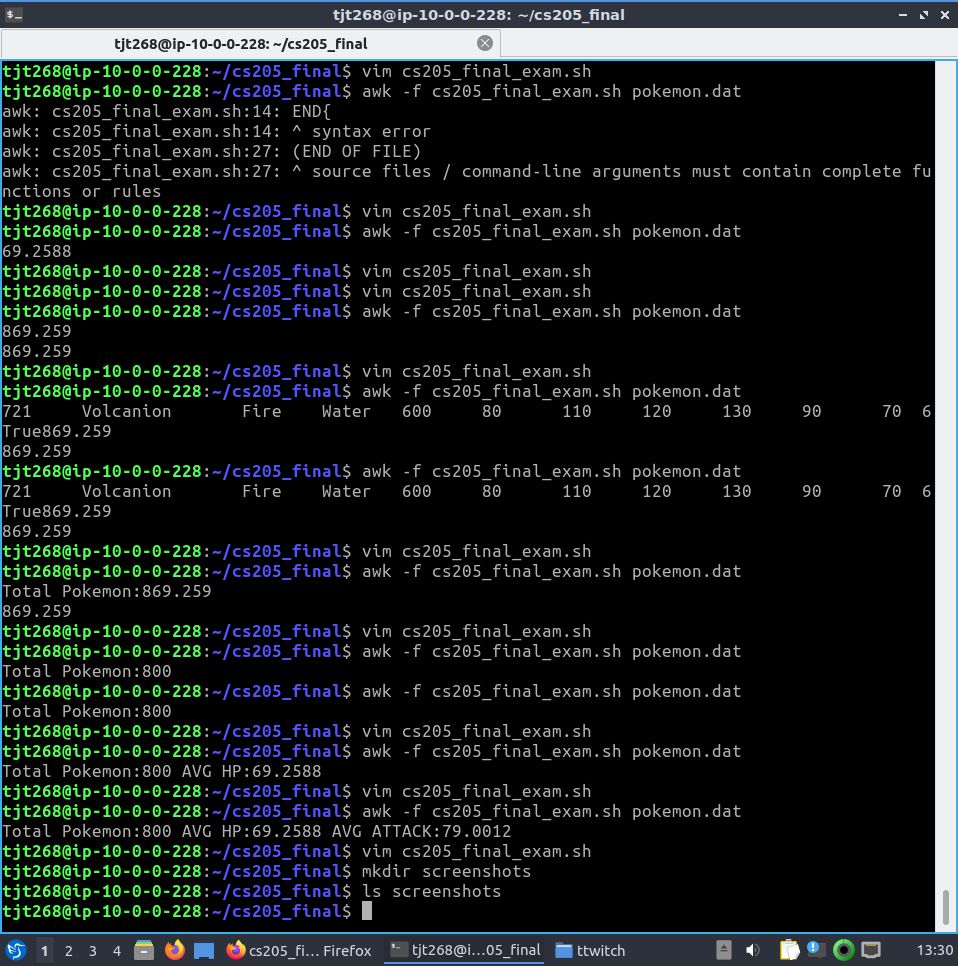 tjt268@ip-10-0-0-228: ~/cs205_final
tjt268@ip-10-0-0-228: ~/cs205_final
tjt268@ip-10-0-0-228:~/cs205_final$ vim cs205_final_exam.sh
tjt268@ip-10-0-0-228:~/cs205_final$ awk -f cs205_final_exam.sh pokemon.dat
awk: cs205_final_exam.sh:14: END{
awk: cs205_final_exam.sh:14: ^ syntax error
awk: cs205_final_exam.sh:27: (END OF FILE)
awk: cs205_final_exam.sh:27: ^ source files / command-line arguments must contain complete fu
nctions or rules
tjt268@ip-10-0-0-228:~/cs205_final$ vim cs205_final_exam.sh
tjt268@ip-10-0-0-228:~/cs205_final$ awk -f cs205_final_exam.sh pokemon.dat
69.2588
tjt268@ip-10-0-0-228:~/cs205_final$ vim cs205_final_exam.sh
tjt268@ip-10-0-0-228:~/cs205_final$ vim cs205_final_exam.sh
tjt268@ip-10-0-0-228:~/cs205_final$ awk -f cs205_final_exam.sh pokemon.dat
869.259
869.259
tjt268@ip-10-0-0-228:~/cs205_final$ vim cs205_final_exam.sh
tjt268@ip-10-0-0-228:~/cs205_final$ awk -f cs205_final_exam.sh pokemon.dat
721 Volcanion Fire Water 600 80 110 120 130 90 70 6
True869.259
869.259
tjt268@ip-10-0-0-228:~/cs205_final$ awk -f cs205_final_exam.sh pokemon.dat
721 Volcanion Fire Water 600 80 110 120 130 90 70 6
True869.259
869.259
tjt268@ip-10-0-0-228:~/cs205_final$ vim cs205_final_exam.sh
tjt268@ip-10-0-0-228:~/cs205_final$ awk -f cs205_final_exam.sh pokemon.dat
Total Pokemon:869.259
869.259
tjt268@ip-10-0-0-228:~/cs205_final$ vim cs205_final_exam.sh
tjt268@ip-10-0-0-228:~/cs205_final$ awk -f cs205_final_exam.sh pokemon.dat
Total Pokemon:800
tjt268@ip-10-0-0-228:~/cs205_final$ awk -f cs205_final_exam.sh pokemon.dat
Total Pokemon:800
tjt268@ip-10-0-0-228:~/cs205_final$ vim cs205_final_exam.sh
tjt268@ip-10-0-0-228:~/cs205_final$ awk -f cs205_final_exam.sh pokemon.dat
Total Pokemon:800 AVG HP:69.2588
tjt268@ip-10-0-0-228:~/cs205_final$ vim cs205_final_exam.sh
tjt268@ip-10-0-0-228:~/cs205_final$ awk -f cs205_final_exam.sh pokemon.dat
Total Pokemon:800 AVG HP:69.2588 AVG ATTACK:79.0012
tjt268@ip-10-0-0-228:~/cs205_final$ vim cs205_final_exam.sh
tjt268@ip-10-0-0-228:~/cs205_final$ mkdir screenshots
tjt268@ip-10-0-0-228:~/cs205_final$ ls screenshots
tjt268@ip-10-0-0-228:~/cs205_final$
1 2 3 4 cs205_fi... Firefox tjt268@i...05_final ttwitch 13:30